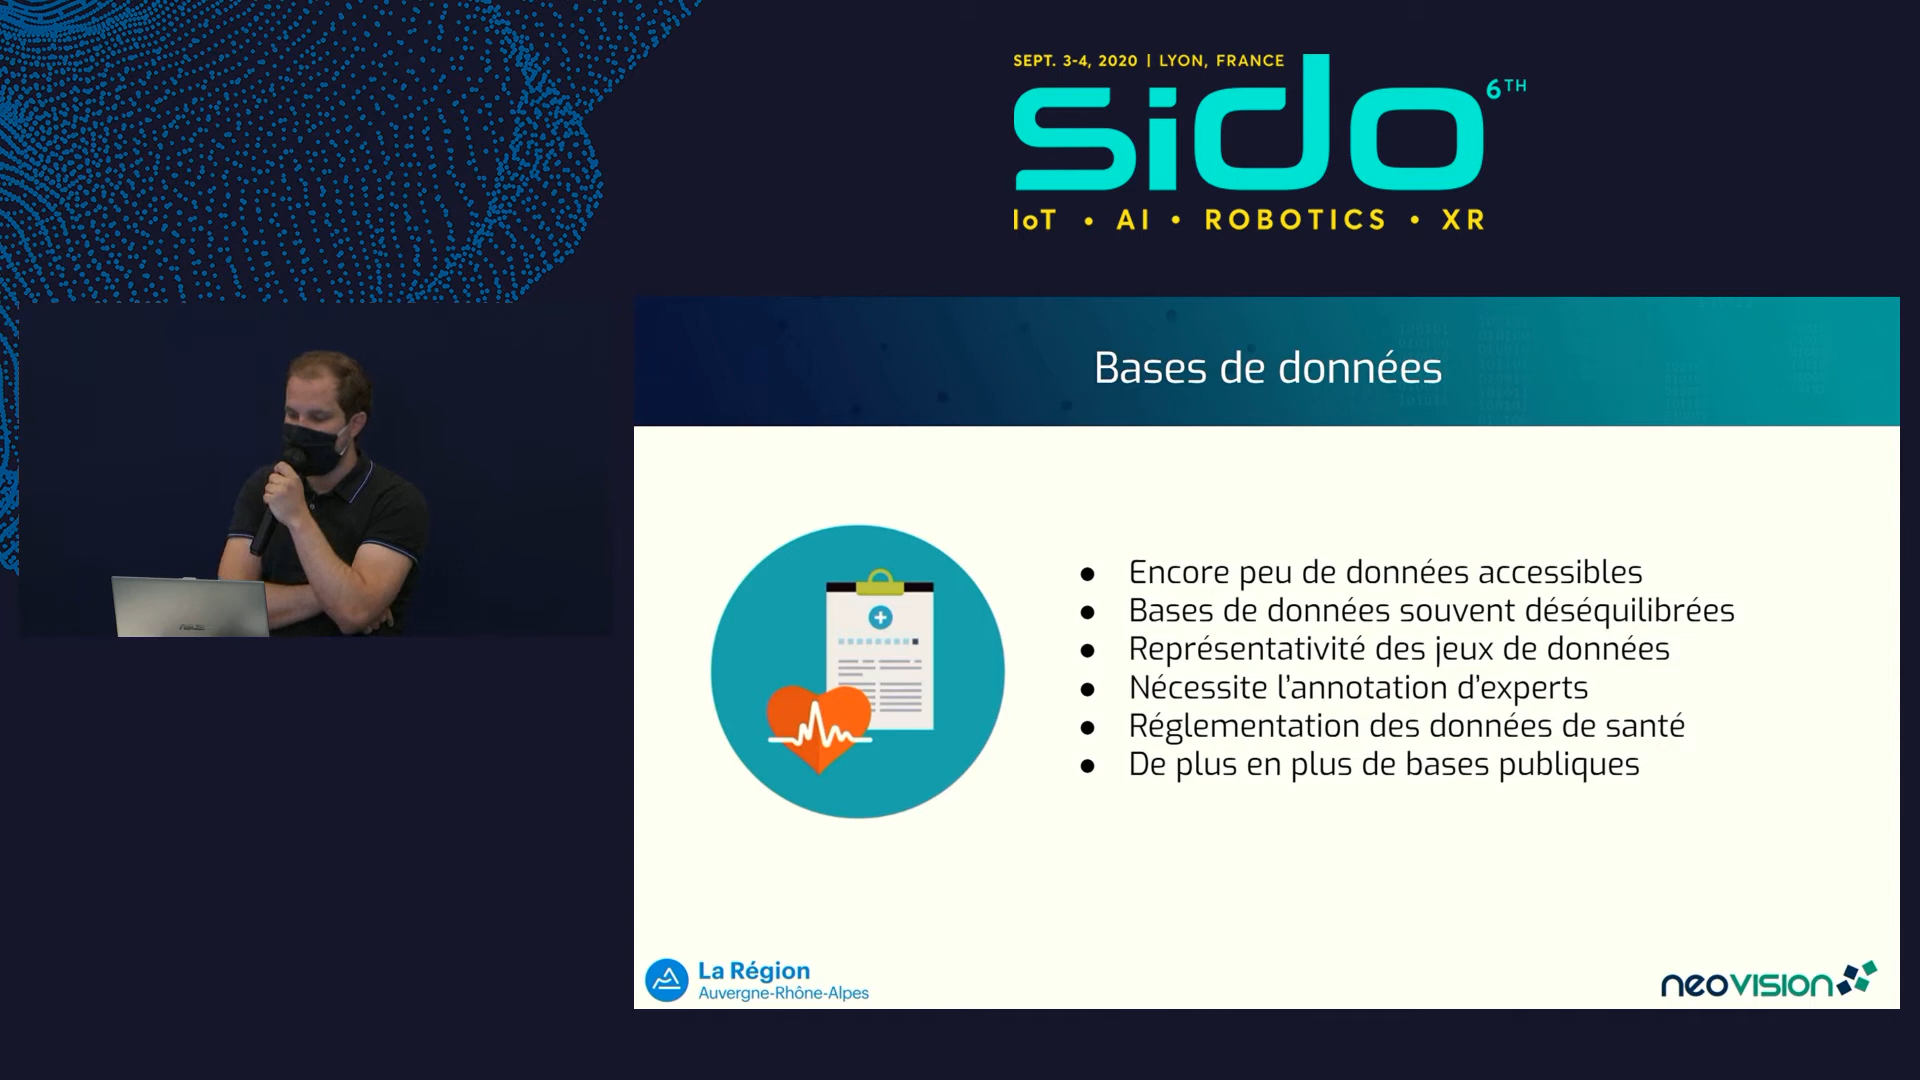 SEPT. 3-4, 2020 | LYON, FRANCE
sido 6TH
IoT • AI • ROBOTICS • XR
Bases de données
● Encore peu de données accessibles
● Bases de données souvent déséquilibrées
● Représentativité des jeux de données
● Nécessite l'annotation d'experts
● Réglementation des données de santé
● De plus en plus de bases publiques
ASUS
La Région
Auvergne-Rhône-Alpes
neovision